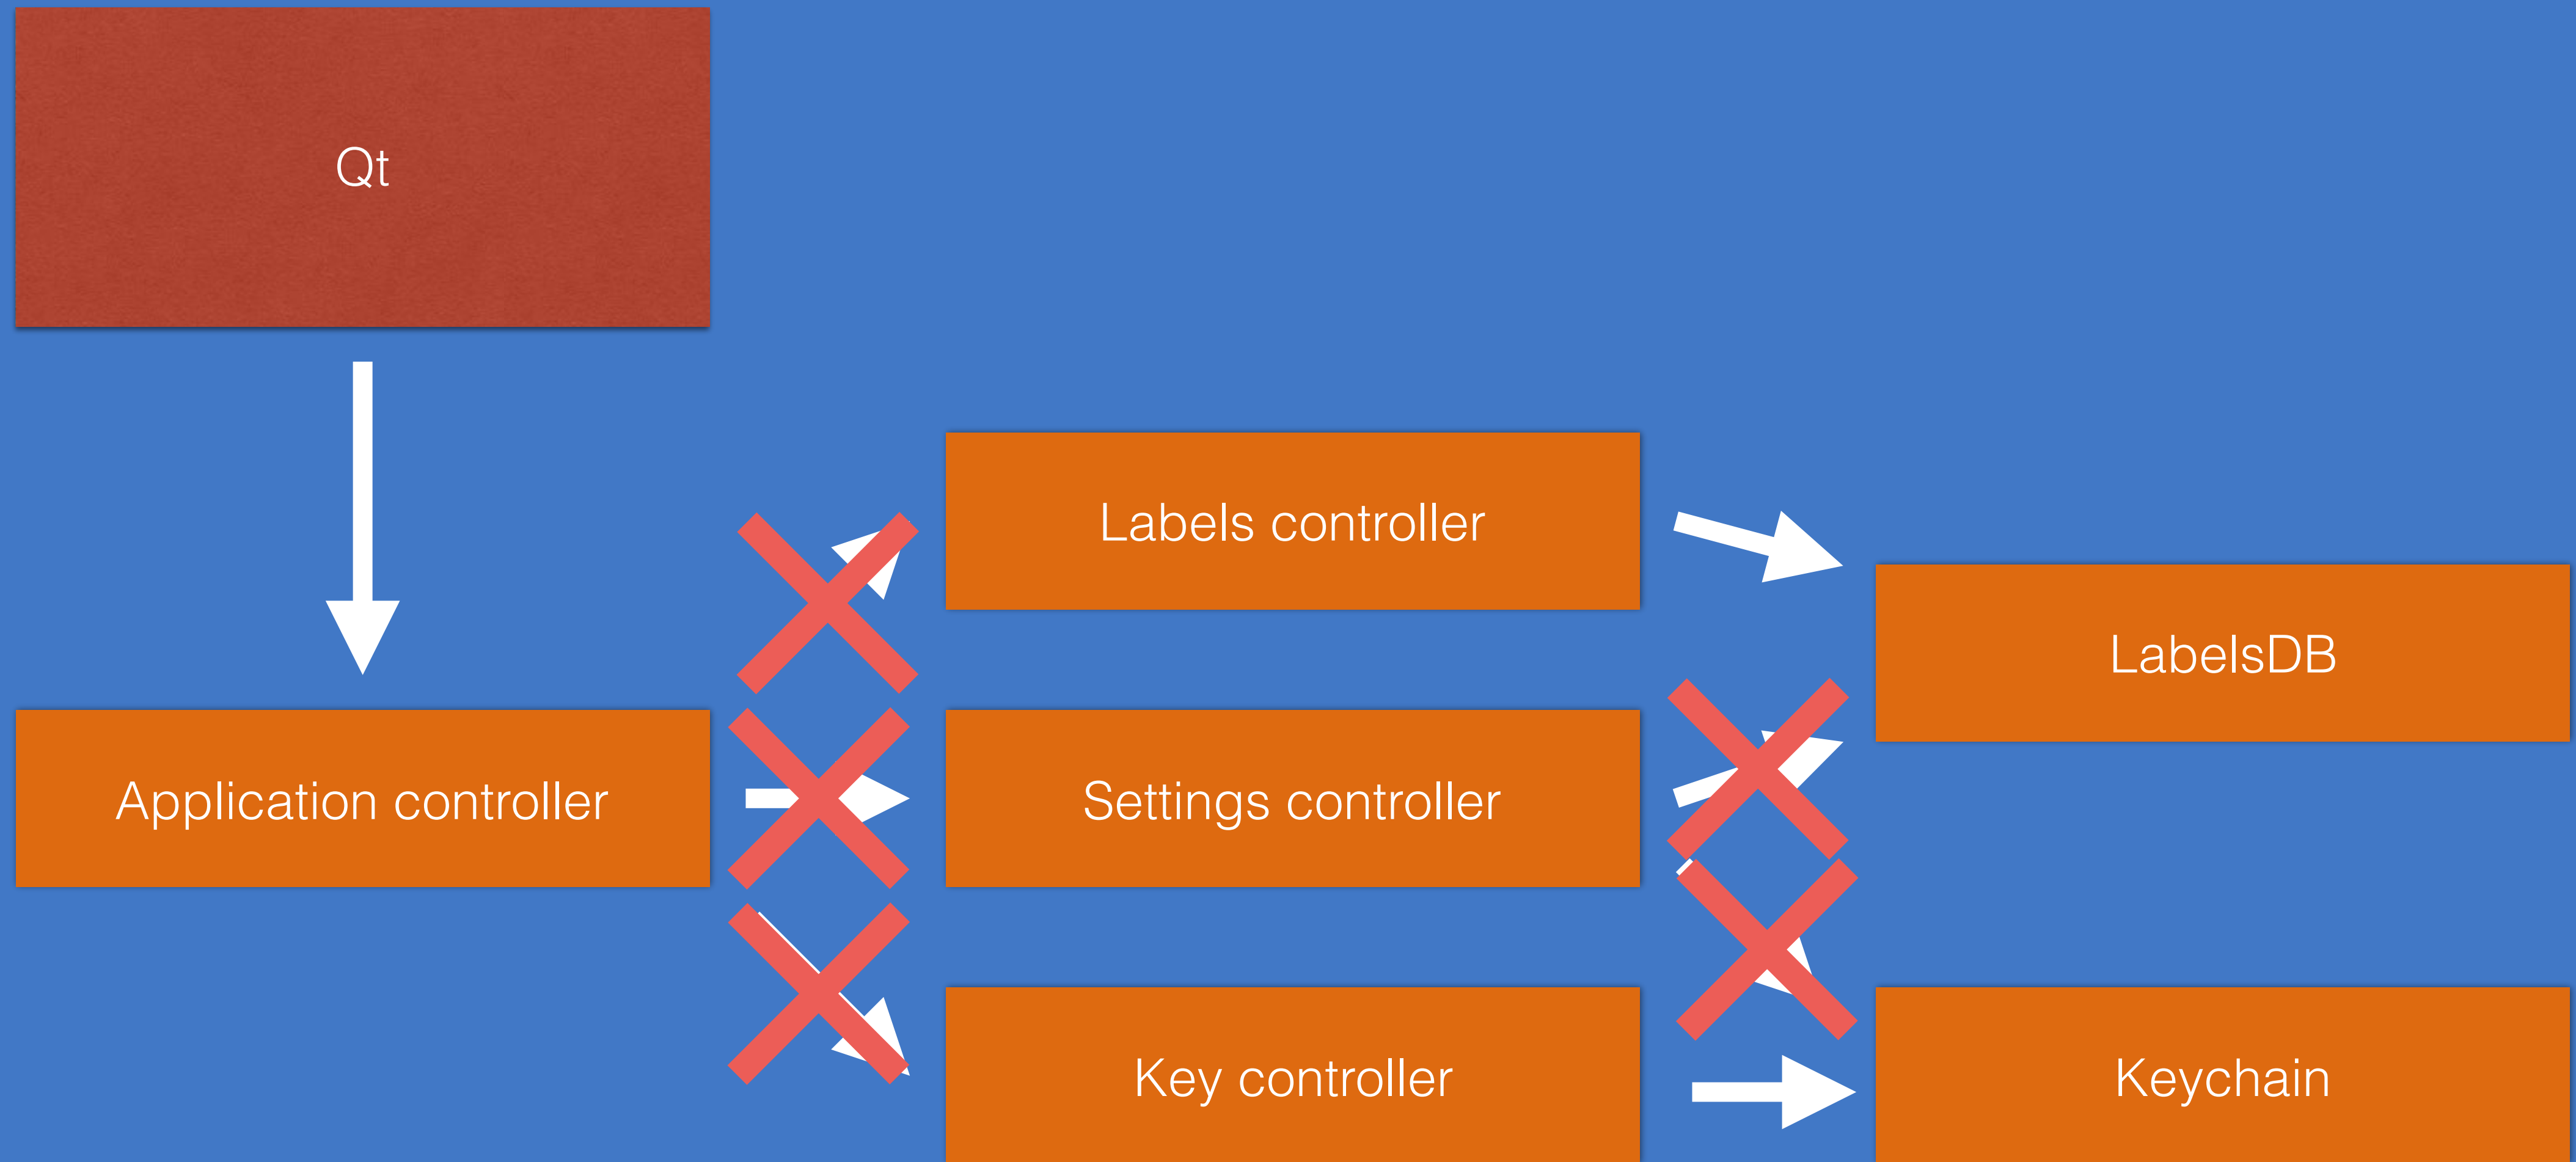 Qt
Labels controller
LabelsDB
Application controller
Settings controller
Key controller
Keychain